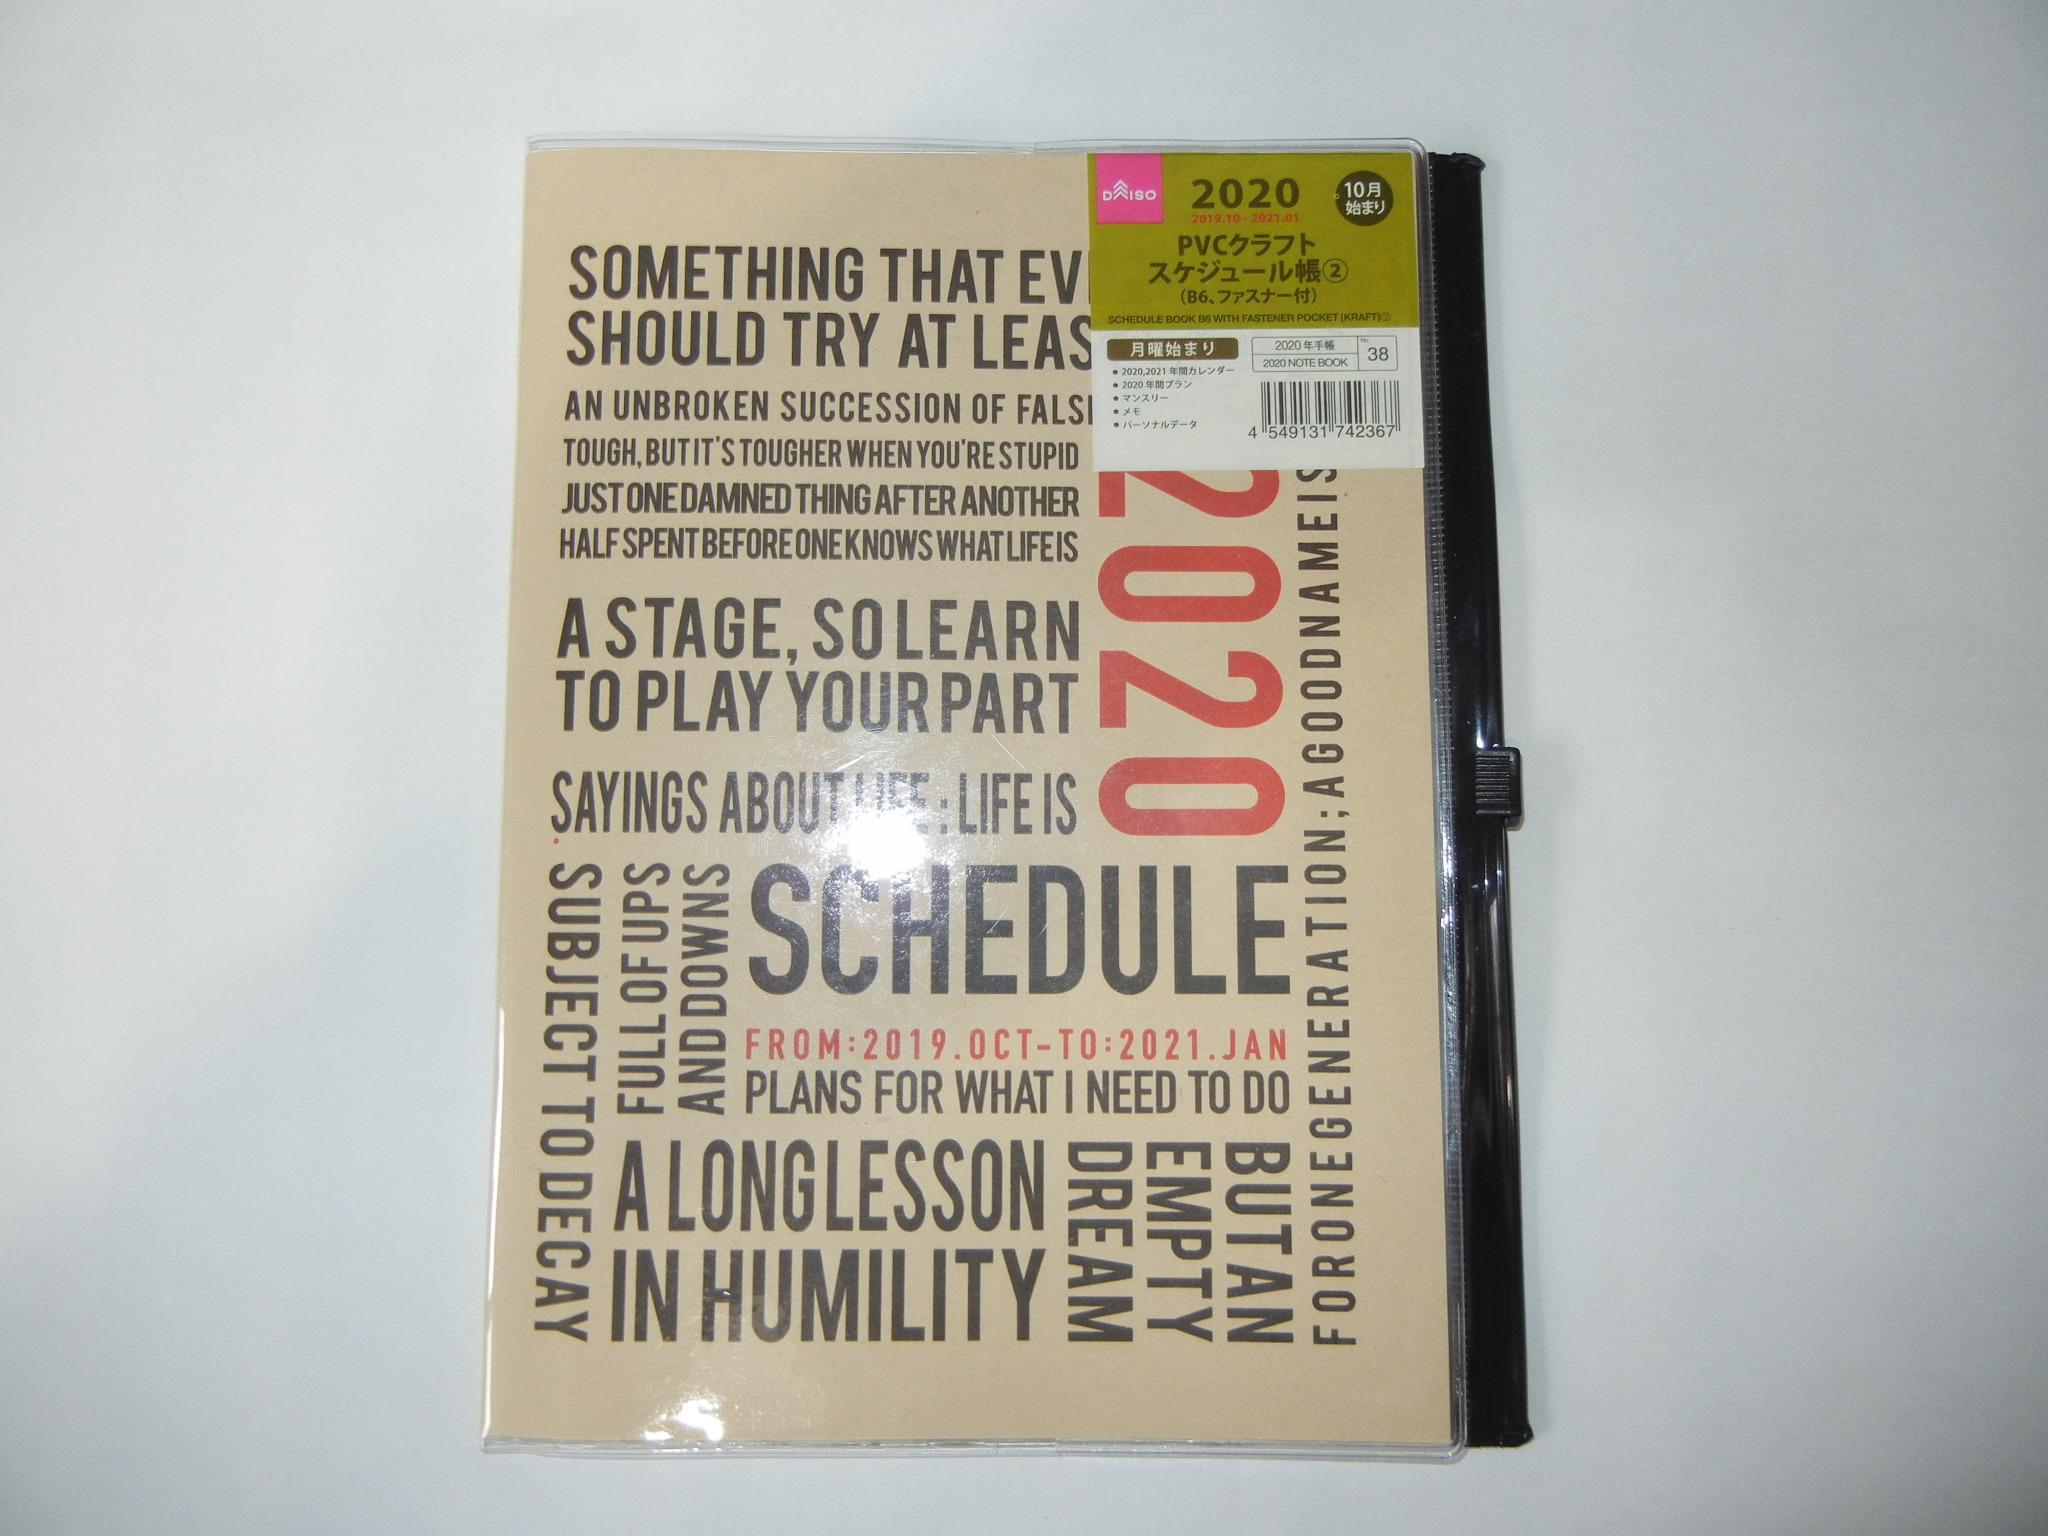 DAISO
2020
2019.10 - 2021.01
10月
始まり
PVCクラフト
スケジュール帳②
(B6、ファスナー付)
SCHEDULE BOOK B6 WITH FASTENER POCKET (KRAFT)②
月曜始まり
• 2020,2021 年間カレンダー
• 2020 年間プラン
• マンスリー
• メモ
• パーソナルデータ
2020 年手帳
2020 NOTE BOOK
No.
38
4 549131 742367
SOMETHING THAT EV
SHOULD TRY AT LEAS
AN UNBROKEN SUCCESSION OF FALS
TOUGH, BUT IT'S TOUGHER WHEN YOU'RE STUPID
JUST ONE DAMNED THING AFTER ANOTHER
HALF SPENT BEFORE ONE KNOWS WHAT LIFE IS
A STAGE, SO LEARN
TO PLAY YOUR PART
SAYINGS ABOUT LIFE : LIFE IS
2020
SUBJECT TO DECAY
FULL OF UPS
AND DOWNS
SCHEDULE
FROM:2019.OCT-TO:2021.JAN
PLANS FOR WHAT I NEED TO DO
A LONG LESSON
IN HUMILITY
BUT AN
EMPTY
DREAM
FOR ONE GENERATION; A GOOD NAME IS